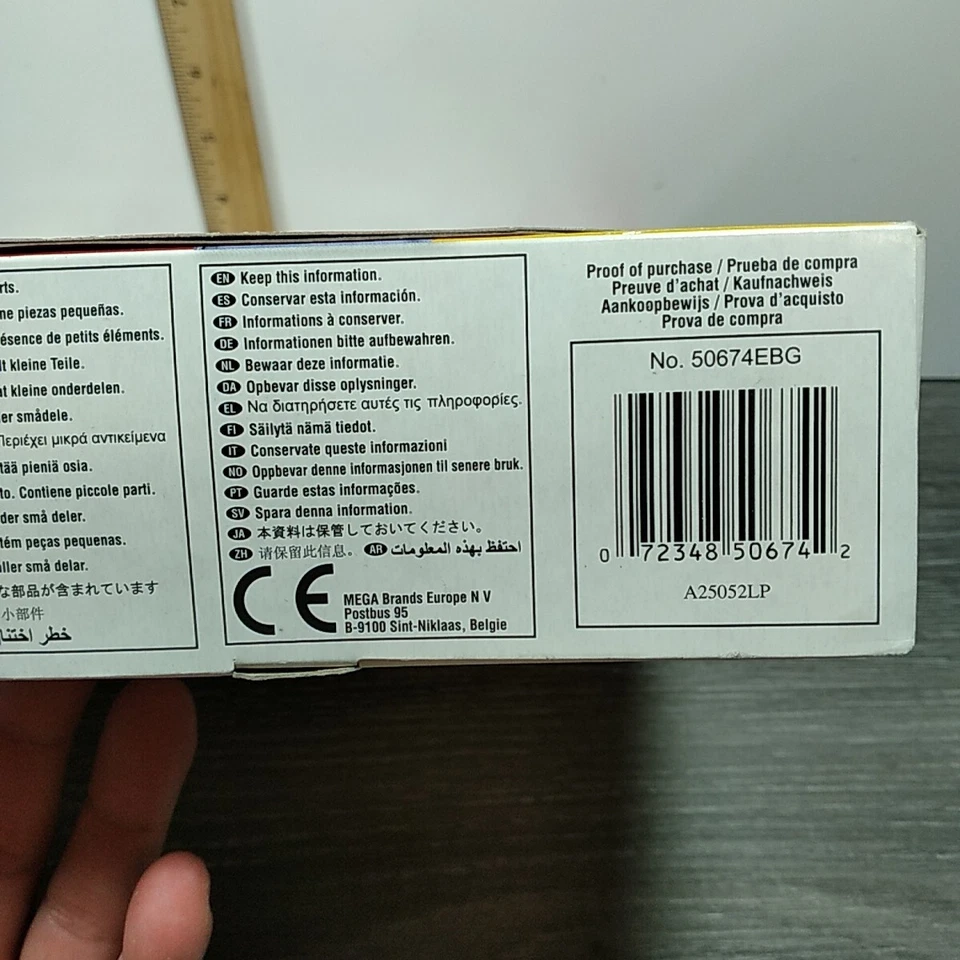 rts.
ne piezas pequeñas.
ésence de petits éléments.
lt kleine Teile.
at kleine onderdelen.
er smådele.
Περιέχει μικρά αντικείμενα
tää pieniä osia.
to. Contiene piccole parti.
der små deler.
tém peças pequenas.
aller små delar.
な部品が含まれています
小部件
خطر اختنا
EN Keep this information.
ES Conservar esta información.
FR Informations à conserver.
DE Informationen bitte aufbewahren.
NL Bewaar deze informatie.
DA Opbevar disse oplysninger.
EL Να διατηρήσετε αυτές τις πληροφορίες.
FI Säilytä nämä tiedot.
IT Conservate queste informazioni
NO Oppbevar denne informasjonen til senere bruk.
PT Guarde estas informações.
SV Spara denna information.
JA 本資料は保管しておいてください。
ZH 请保留此信息。 AR احتفظ بهذه المعلومات
CE
MEGA Brands Europe N V
Postbus 95
B-9100 Sint-Niklaas, Belgie
Proof of purchase / Prueba de compra
Preuve d'achat / Kaufnachweis
Aankoopbewijs / Prova d'acquisto
Prova de compra
No. 50674EBG
0 72348 50674 2
A25052LP